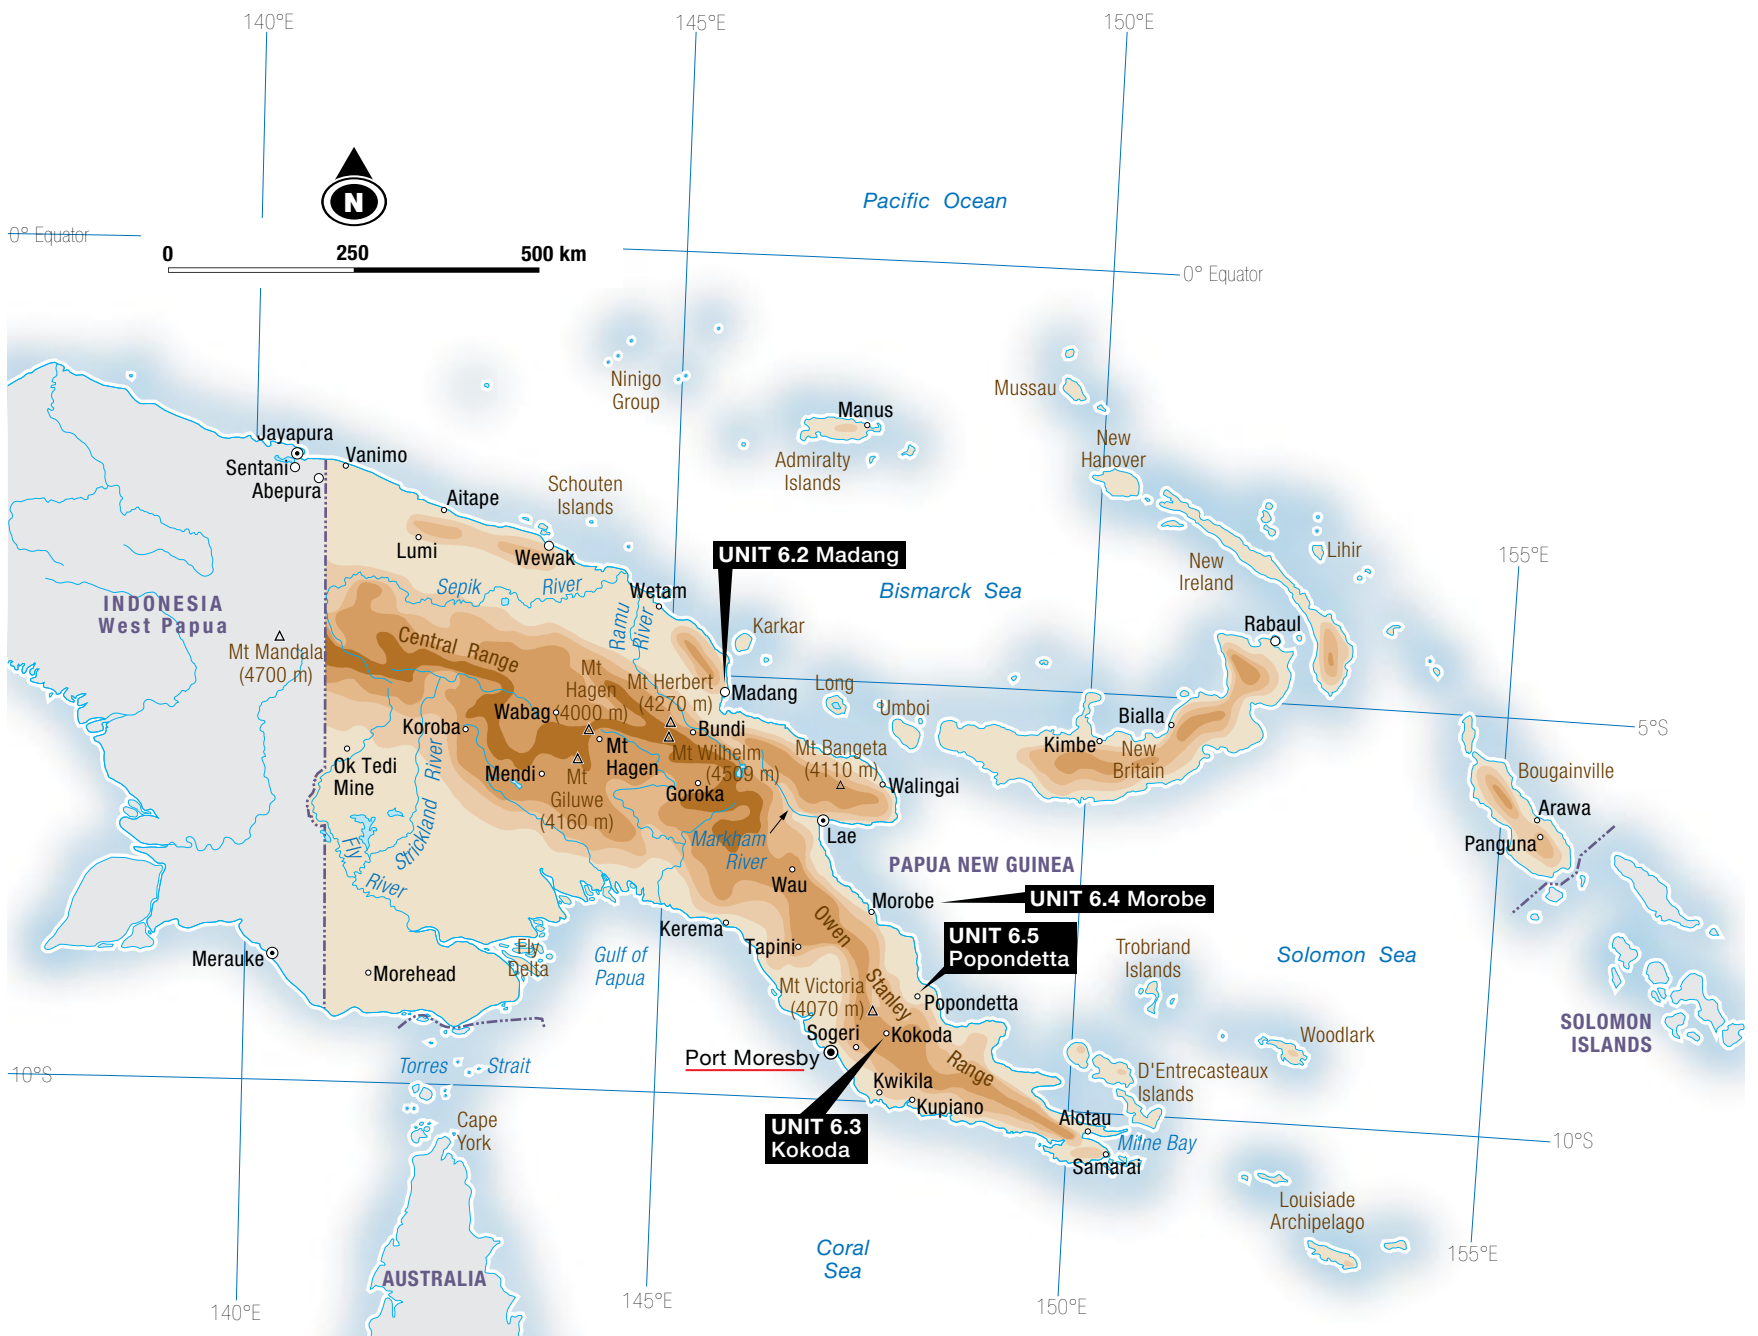 140°E
145°E
150°E
N
Pacific Ocean
0° Equator
0
250
500 km
0° Equator
Ninigo
Group
Mussau
Manus
New
Hanover
Jayapura
Vanimo
Sentani
Abepura
Admiralty
Islands
Schouten
Islands
Aitape
Lumi
Wewak
UNIT 6.2 Madang
Lihir
155°E
New
Ireland
Sepik
River
Wetam
Bismarck Sea
INDONESIA
West Papua
Ramu
River
Karkar
Rabaul
Mt Mandala
(4700 m)
Central Range
Mt
Hagen
(4000 m)
Mt Herbert
(4270 m)
Madang
Long
Umboi
Wabag
Koroba
Bundi
Bialla
5°S
Kimbe
New
Britain
Mt
Hagen
Mt Wilhelm
(4509 m)
Mt Bangeta
(4110 m)
Ok Tedi
Mine
Mendi
Mt
Giluwe
(4160 m)
Goroka
Walingai
Bougainville
Arawa
Strickland
River
Markham
River
Lae
Panguna
Fly
River
PAPUA NEW GUINEA
Wau
Morobe
UNIT 6.4 Morobe
Kerema
Owen
Stanley
Range
UNIT 6.5
Popondetta
Merauke
Fly
Delta
Gulf of
Papua
Tapini
Trobriand
Islands
Solomon Sea
Morehead
Mt Victoria
(4070 m)
Popondetta
Sogeri
Kokoda
Woodlark
SOLOMON
ISLANDS
Port Moresby
10°S
Torres
Strait
Kwikila
Kupiano
D'Entrecasteaux
Islands
Cape
York
UNIT 6.3
Kokoda
Alotau
Milne Bay
10°S
Samarai
Louisiade
Archipelago
Coral
Sea
155°E
AUSTRALIA
140°E
145°E
150°E